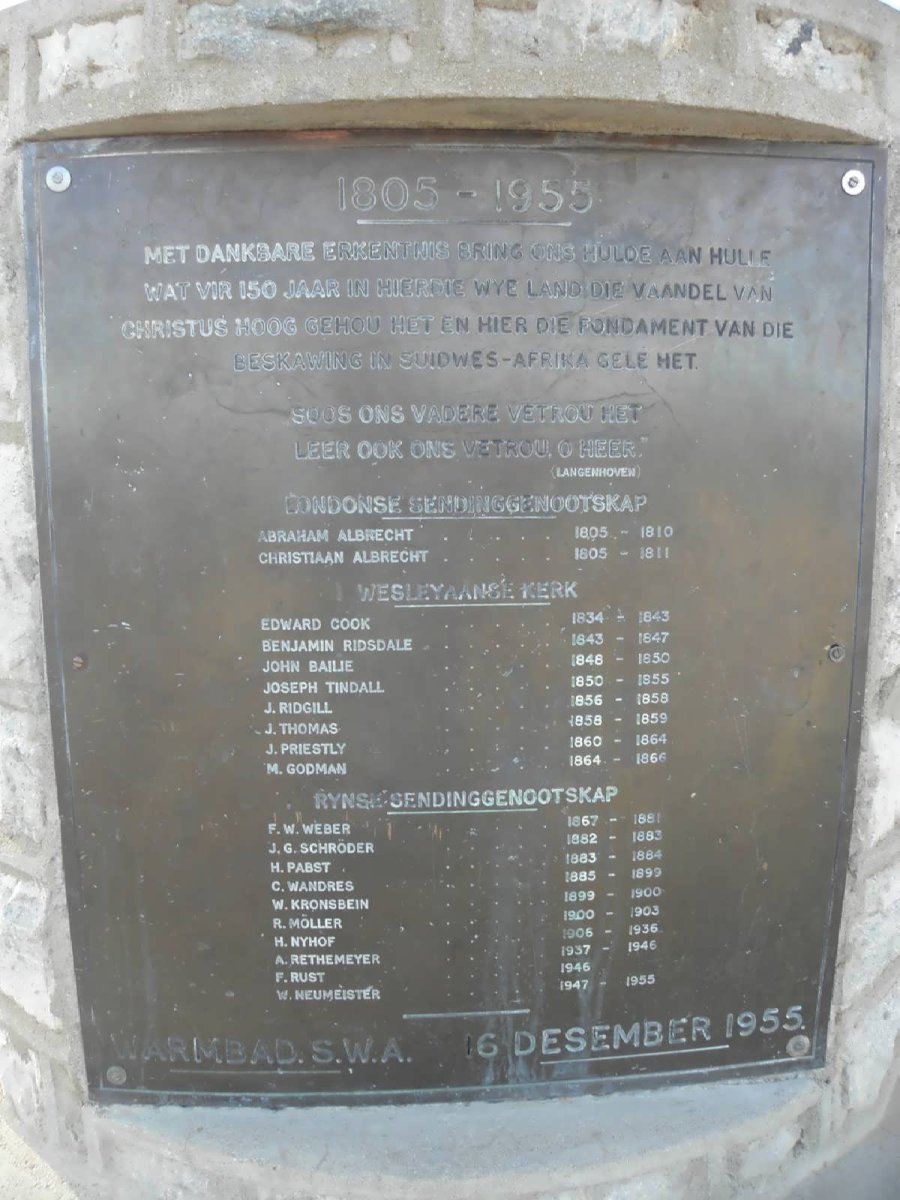 1805 - 1955
MET DANKBARE ERKENTNIS BRING ONS HULDE AAN HULLE
WAT VIR 150 JAAR IN HIERDIE WYE LAND DIE VAANDEL VAN
CHRISTUS HOOG GEHOU HET EN HIER DIE FONDAMENT VAN DIE
BESKAWING IN SUIDWES-AFRIKA GELE HET.
SOOS ONS VADERE VETROU HET
LEER OOK ONS VETROU, O HEER."
(LANGENHOVEN)
LONDONSE SENDINGGENOOTSKAP
ABRAHAM ALBRECHT . . . . . 1805 - 1810
CHRISTIAAN ALBRECHT . . . . . 1805 - 1811
WESLEYAANSE KERK
EDWARD COOK . . . . . 1834 - 1843
BENJAMIN RIDSDALE . . . . . 1843 - 1847
JOHN BAILIE . . . . . 1848 - 1850
JOSEPH TINDALL . . . . . 1850 - 1855
J. RIDGILL . . . . . 1856 - 1858
J. THOMAS . . . . . 1858 - 1859
J. PRIESTLY . . . . . 1860 - 1864
M. GODMAN . . . . . 1864 - 1866
RYNSE SENDINGGENOOTSKAP
F. W. WEBER . . . . . 1867 - 1881
J. G. SCHRÖDER . . . . . 1882 - 1883
H. PABST . . . . . 1883 - 1884
C. WANDRES . . . . . 1885 - 1899
W. KRONSBEIN . . . . . 1899 - 1900
R. MÖLLER . . . . . 1900 - 1903
H. NYHOF . . . . . 1906 - 1936
A. RETHEMEYER . . . . . 1937 - 1946
F. RUST . . . . . 1946
W. NEUMEISTER . . . . . 1947 - 1955
WARMBAD. S.W.A. 16 DESEMBER 1955.